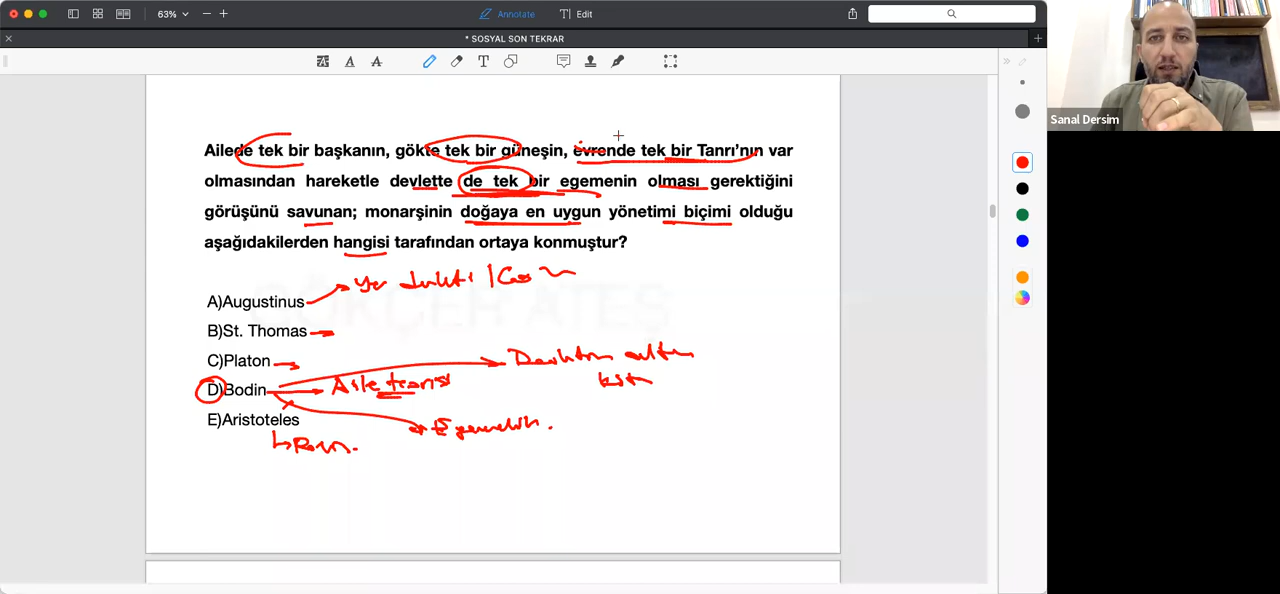 63%
Annotate
Edit
* SOSYAL SON TEKRAR
Sanal Dersim
Ailede tek bir başkanın, gökte tek bir güneşin, evrende tek bir Tanrı'nın var
olmasından hareketle devlette de tek bir egemenin olması gerektiğini
görüşünü savunan; monarşinin doğaya en uygun yönetimi biçimi olduğu
aşağıdakilerden hangisi tarafından ortaya konmuştur?
GÖKÇER ATEŞ
A)Augustinus
B)St. Thomas
C)Platon
D)Bodin
Aile teorisi
E)Aristoteles